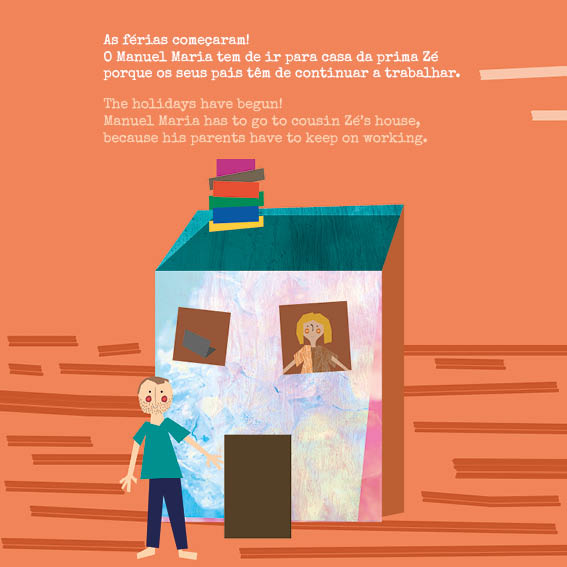 As férias começaram!
O Manuel Maria tem de ir para casa da prima Zé
porque os seus pais têm de continuar a trabalhar.
The holidays have begun!
Manuel Maria has to go to cousin Zé's house,
because his parents have to keep on working.